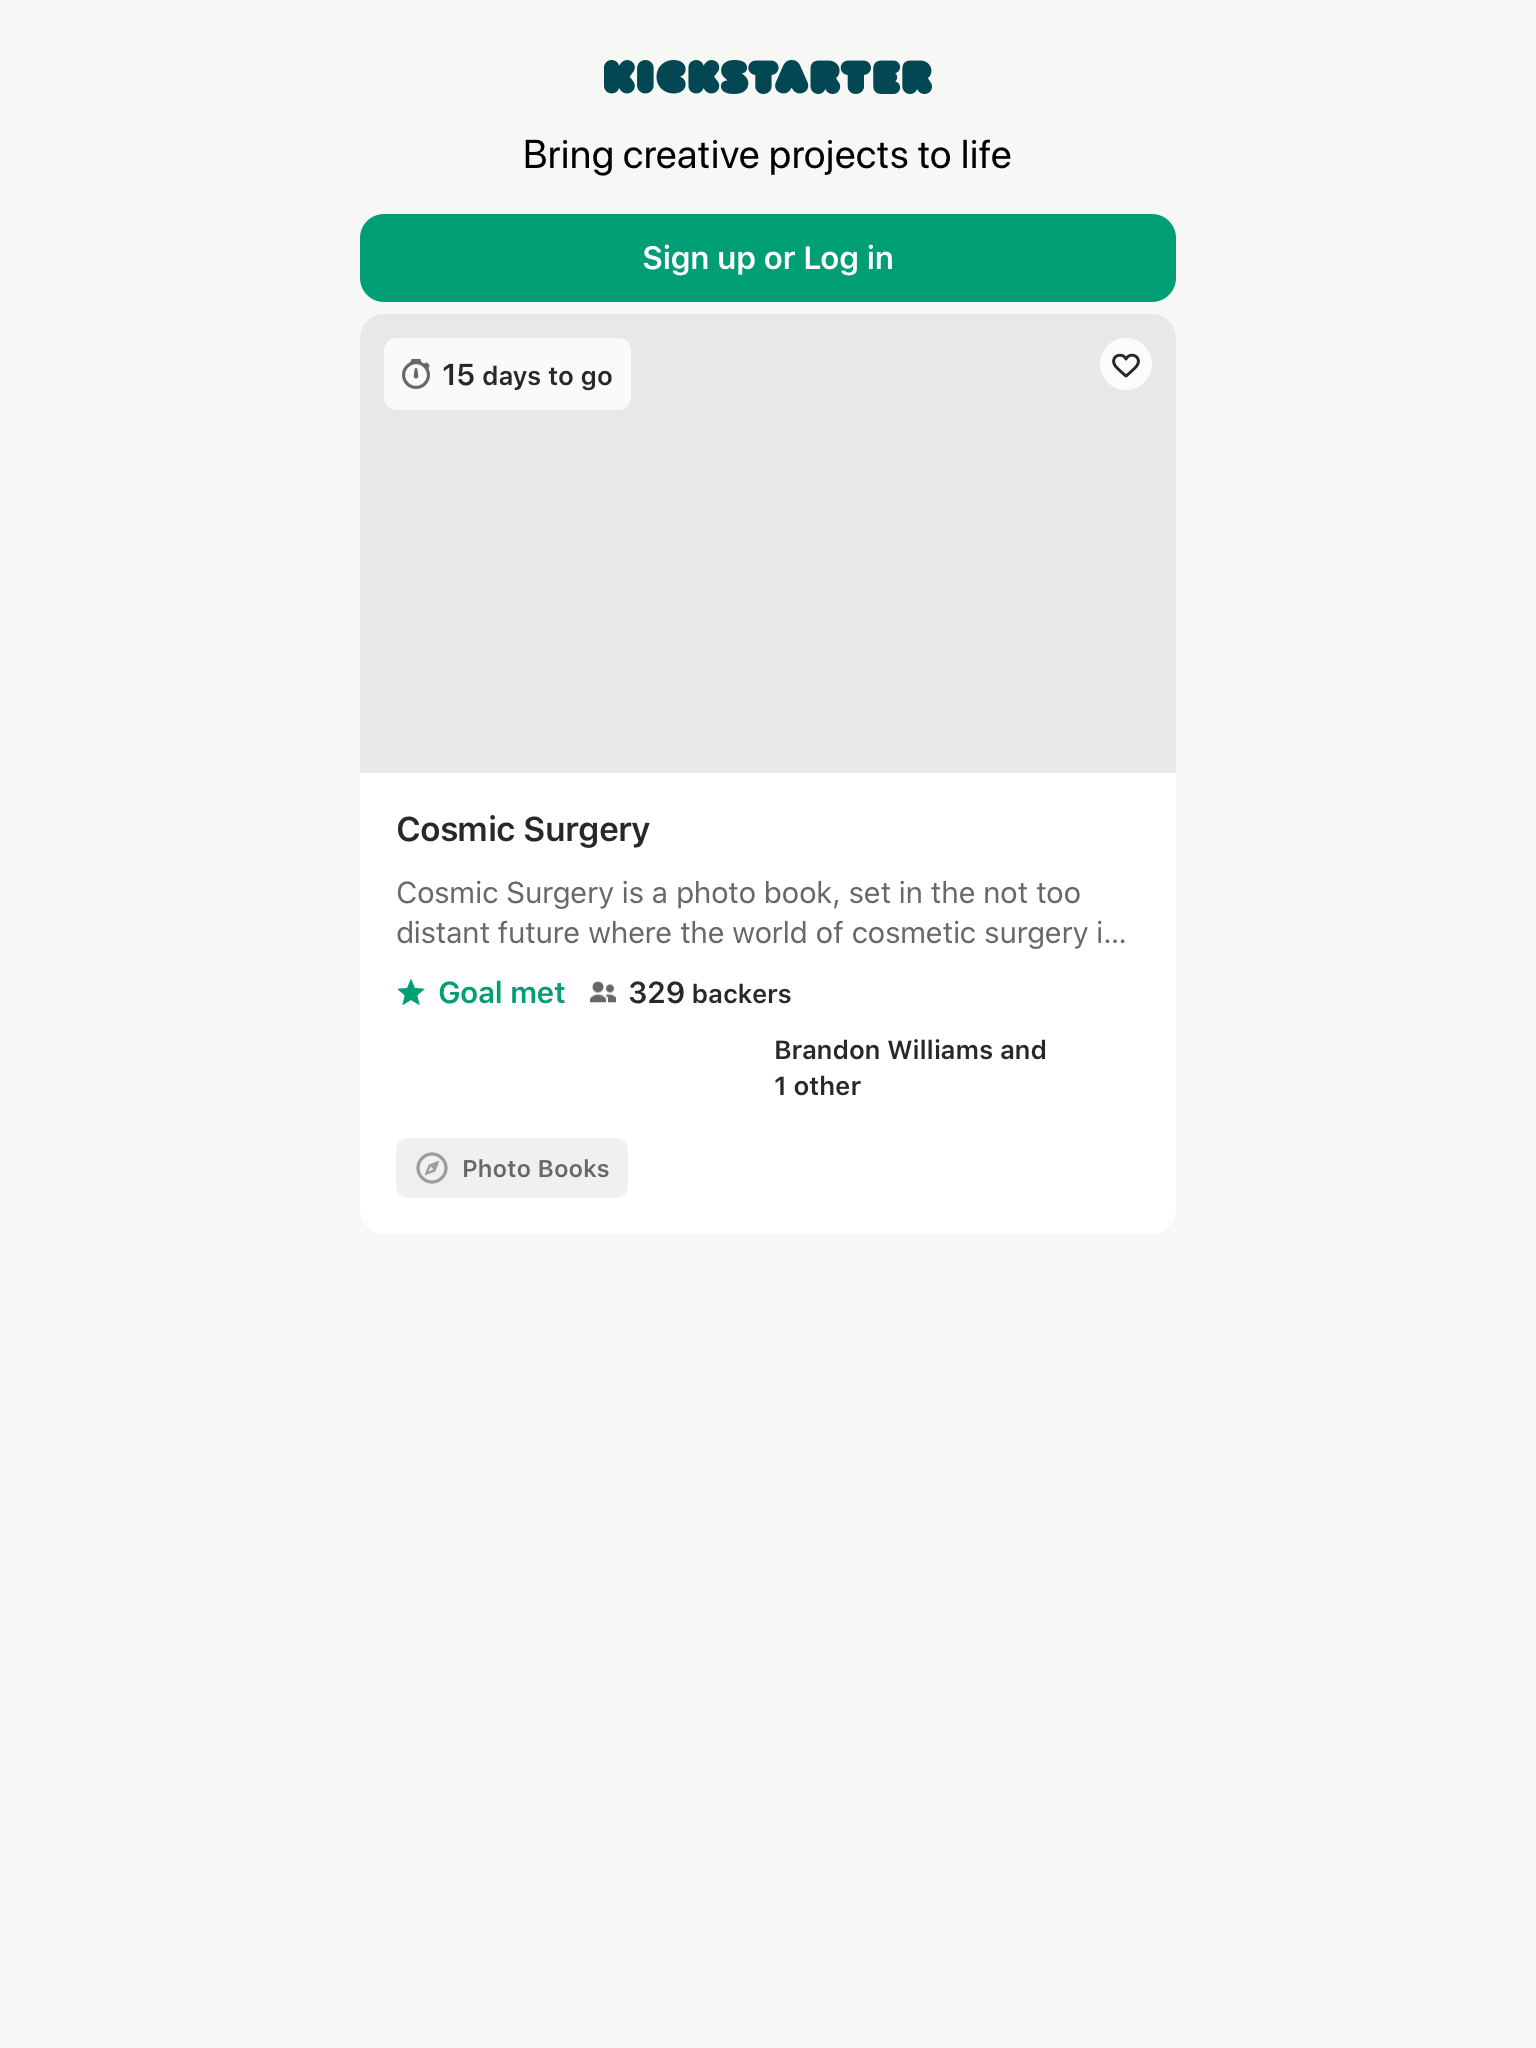 KICKSTARTER
Bring creative projects to life
Sign up or Log in
15 days to go
Cosmic Surgery
Cosmic Surgery is a photo book, set in the not too
distant future where the world of cosmetic surgery i...
Goal met 329 backers
Brandon Williams and
1 other
Photo Books